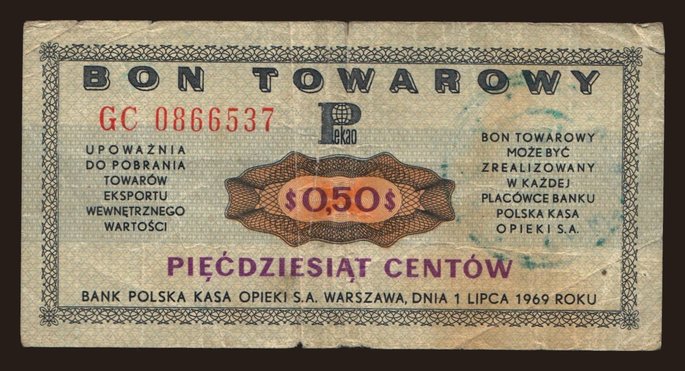 BON TOWAROWY
GC 0866537
Pekao
UPOWAŻNIA
DO POBRANIA
TOWARÓW
EKSPORTU
WEWNĘTRZNEGO
WARTOŚCI
$0,50$
BON TOWAROWY
MOŻE BYĆ
ZREALIZOWANY
W KAŻDEJ
PLACÓWCE BANKU
POLSKA KASA
OPIEKI S.A.
PIĘĆDZIESIĄT CENTÓW
BANK POLSKA KASA OPIEKI S.A. WARSZAWA, DNIA 1 LIPCA 1969 ROKU